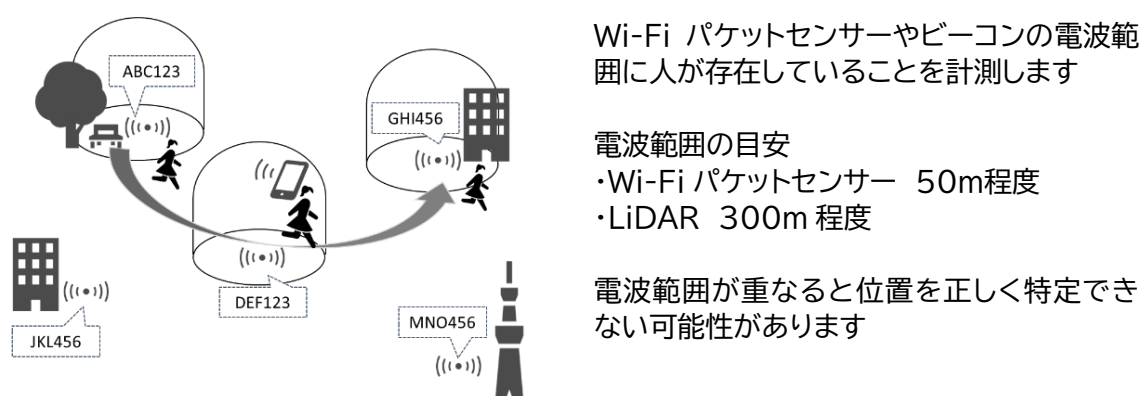 ABC123
GHI456
DEF123
JKL456
MNO456
Wi-Fi パケットセンサーやビーコンの電波範
囲に人が存在していることを計測します
電波範囲の目安
・Wi-Fi パケットセンサー 50m程度
・LiDAR 300m 程度
電波範囲が重なると位置を正しく特定でき
ない可能性があります